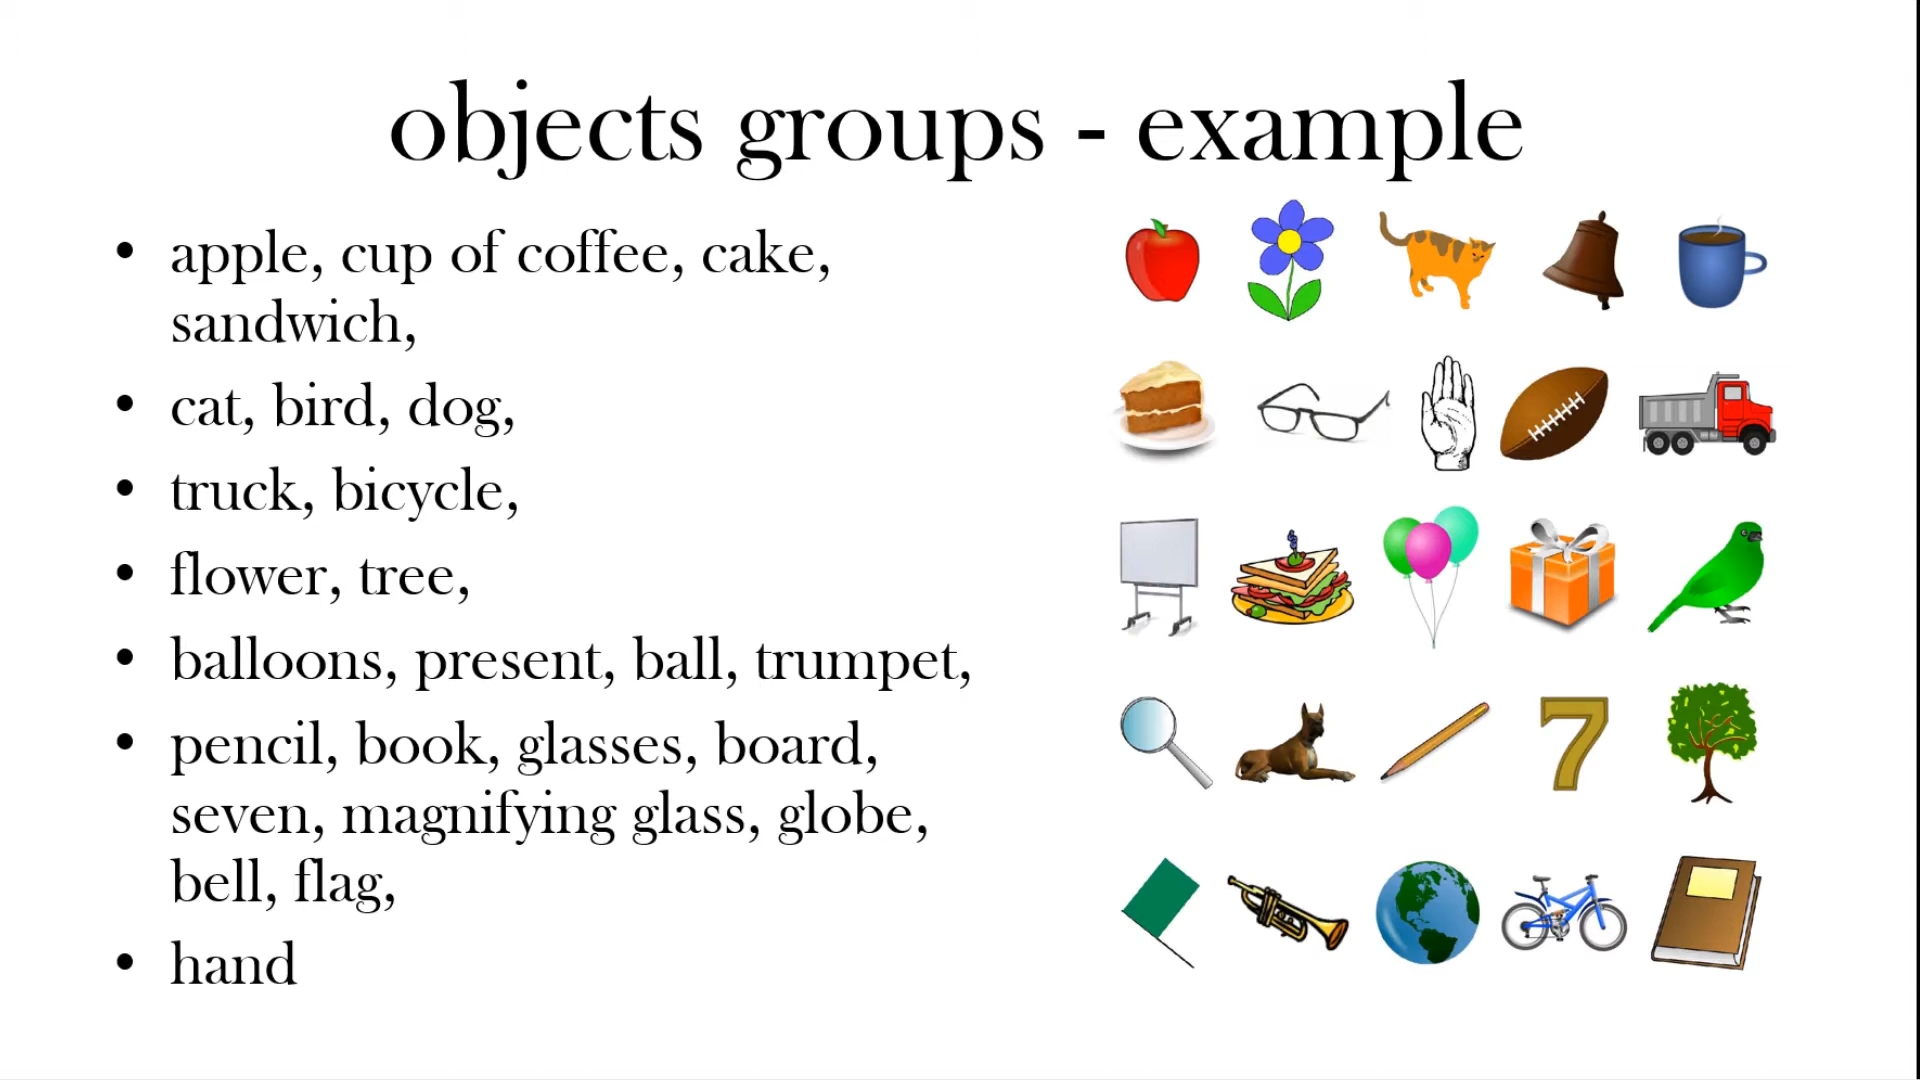 objects groups - example
• apple, cup of coffee, cake,
sandwich,
• cat, bird, dog,
• truck, bicycle,
• flower, tree,
• balloons, present, ball, trumpet,
• pencil, book, glasses, board,
seven, magnifying glass, globe,
bell, flag,
• hand
7